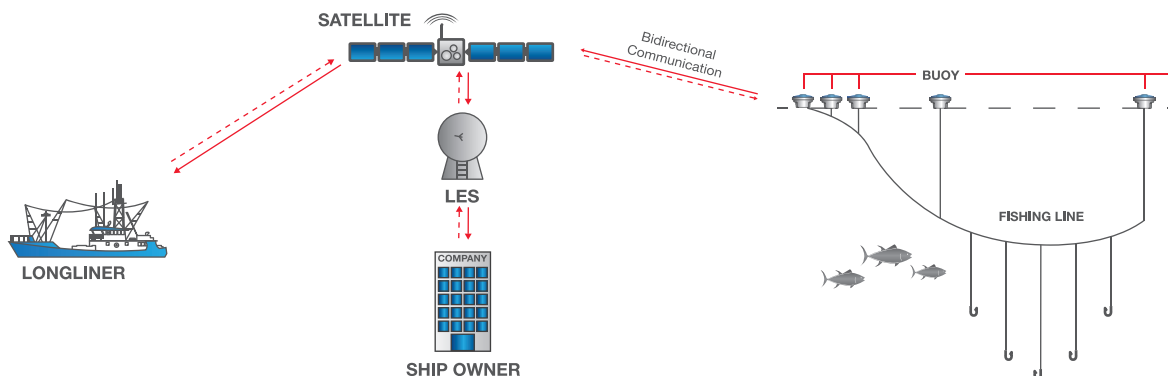 SATELLITE
Bidirectional
Communication
BUOY
LES
FISHING LINE
LONGLINER
COMPANY
SHIP OWNER